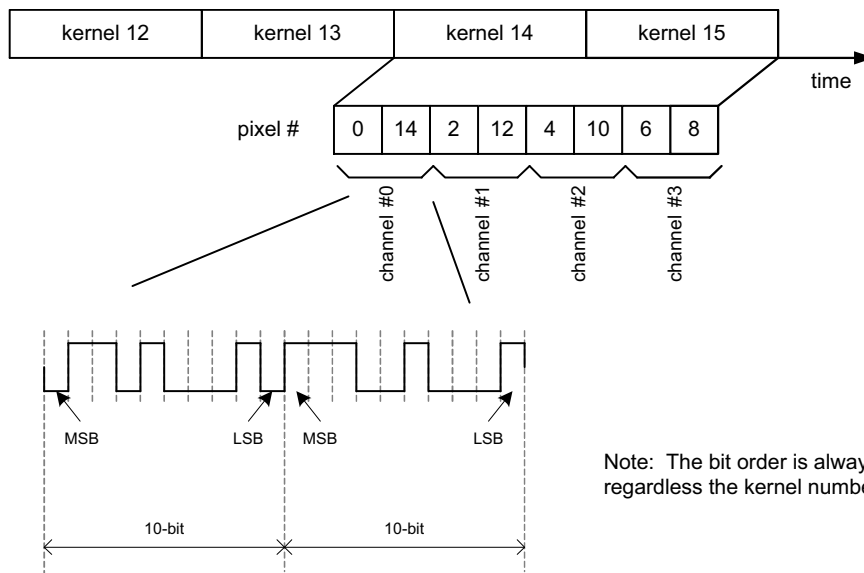 kernel 12 kernel 13 kernel 14 kernel 15
time
pixel # 0 14 2 12 4 10 6 8
channel #0 channel #1 channel #2 channel #3
MSB LSB MSB LSB
Note: The bit order is alway
regardless the kernel numbe
10-bit 10-bit